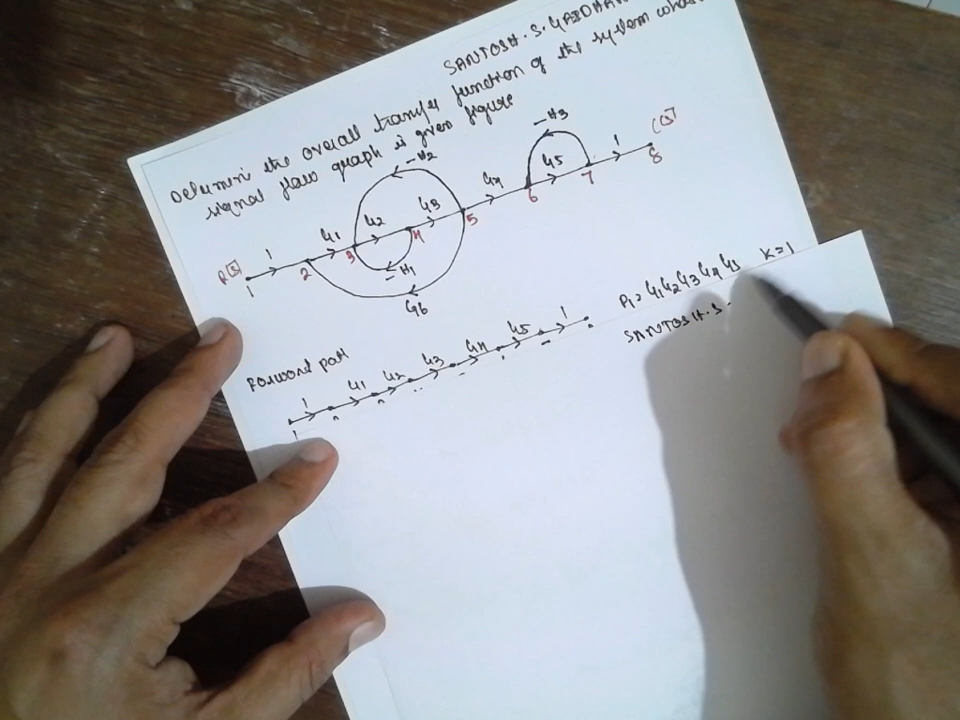 SANTOSH.S.
Determine the overall transfer function of the system whose
signal flow graph is given figure
-H3
C(S)
-H2
G5
1
G4
8
7
6
G3
5
G2
4
G1
3
1
2
R(S)
1
-H1
G6
P1 = G1G2G3G4G5 K=1
SANTOSH.S
Forward path
1 G1 G2 G3 G4 G5 1
1